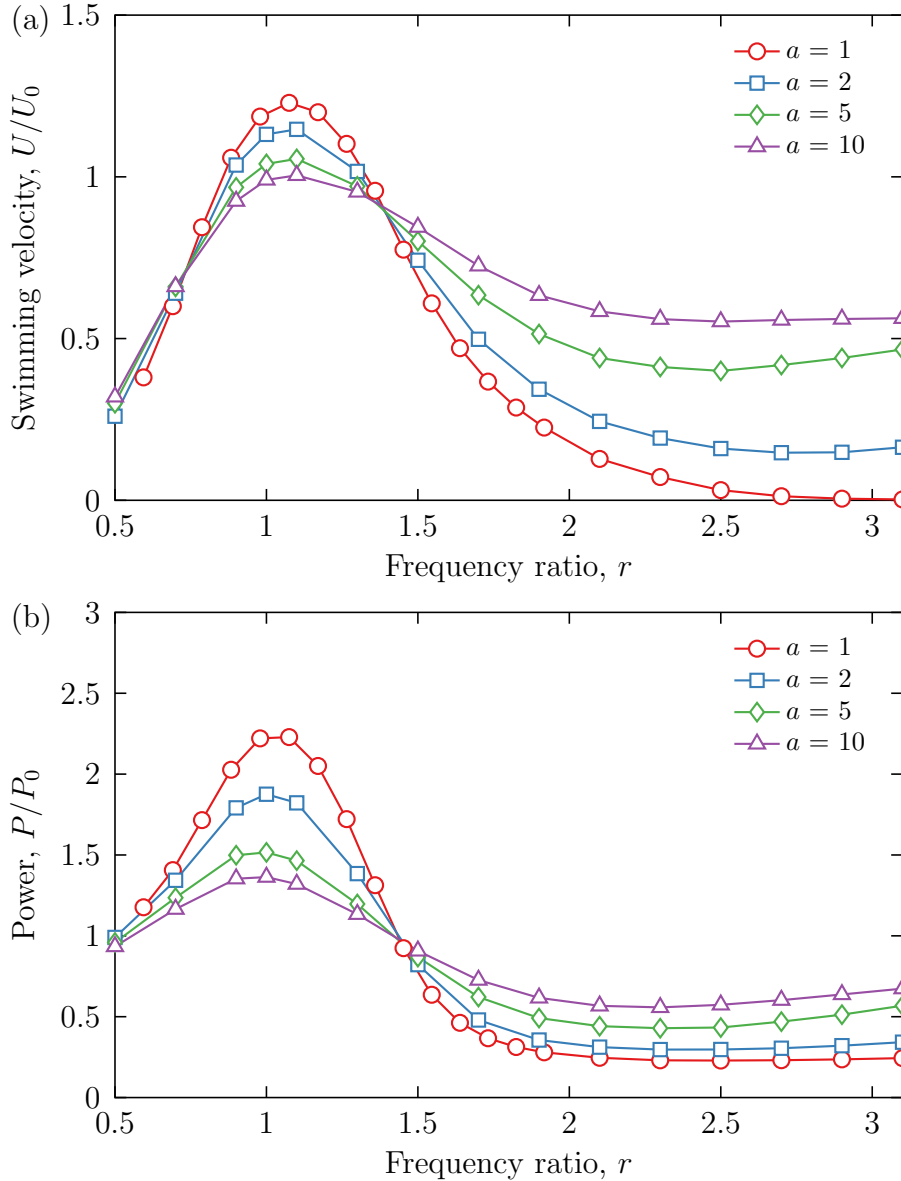 (a)
1.5
1
0.5
0
Swimming velocity, U/U₀
a = 1
a = 2
a = 5
a = 10
0.5 1 1.5 2 2.5 3
Frequency ratio, r
(b)
3
2.5
2
1.5
1
0.5
0
Power, P/P₀
a = 1
a = 2
a = 5
a = 10
0.5 1 1.5 2 2.5 3
Frequency ratio, r